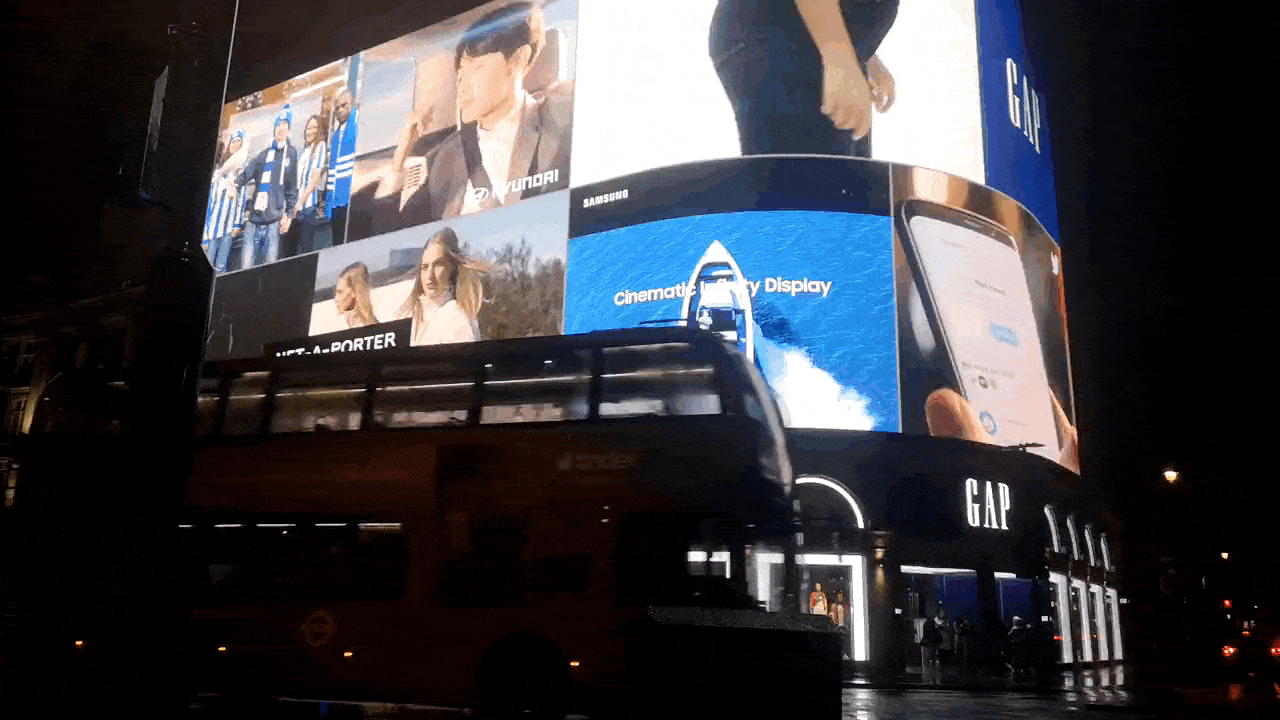 GAP
HYUNDAI
SAMSUNG
Cinematic Infinity Display
NET-A-PORTER
GAP